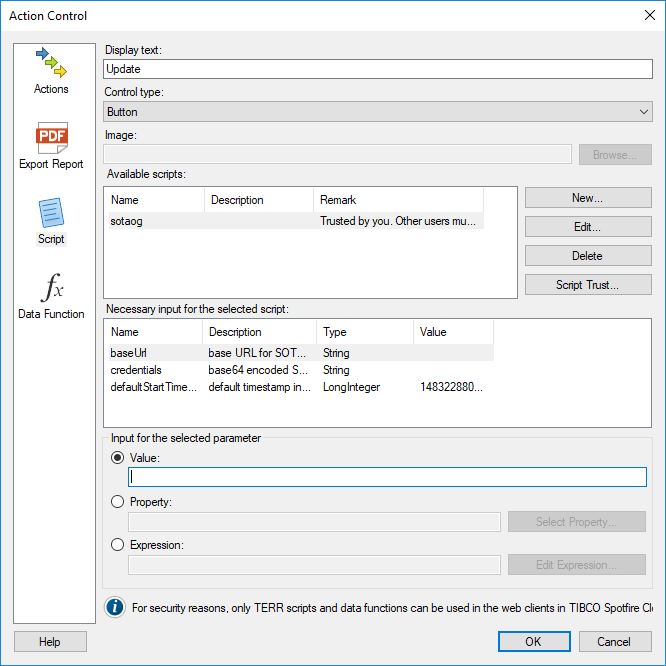 Action Control
Actions
PDF
Export Report
Script
fx
Data Function
Display text:
Update
Control type:
Button
Image:
Browse...
Available scripts:
Name Description Remark
sotaog Trusted by you. Other users mu...
New...
Edit...
Delete
Script Trust...
Necessary input for the selected script:
Name Description Type Value
baseUrl base URL for SOT... String
credentials base64 encoded S... String
defaultStartTime... default timestamp in... LongInteger 148322880...
Input for the selected parameter
Value:
Property:
Select Property...
Expression:
Edit Expression...
For security reasons, only TERR scripts and data functions can be used in the web clients in TIBCO Spotfire Clo
Help
OK
Cancel